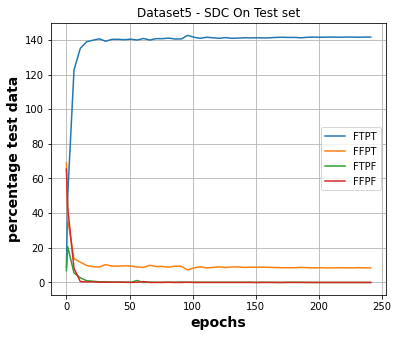 Dataset5 - SDC On Test set
percentage test data
140
120
100
80
60
40
20
0
FTPT
FFPT
FTPF
FFPF
0 50 100 150 200 250
epochs